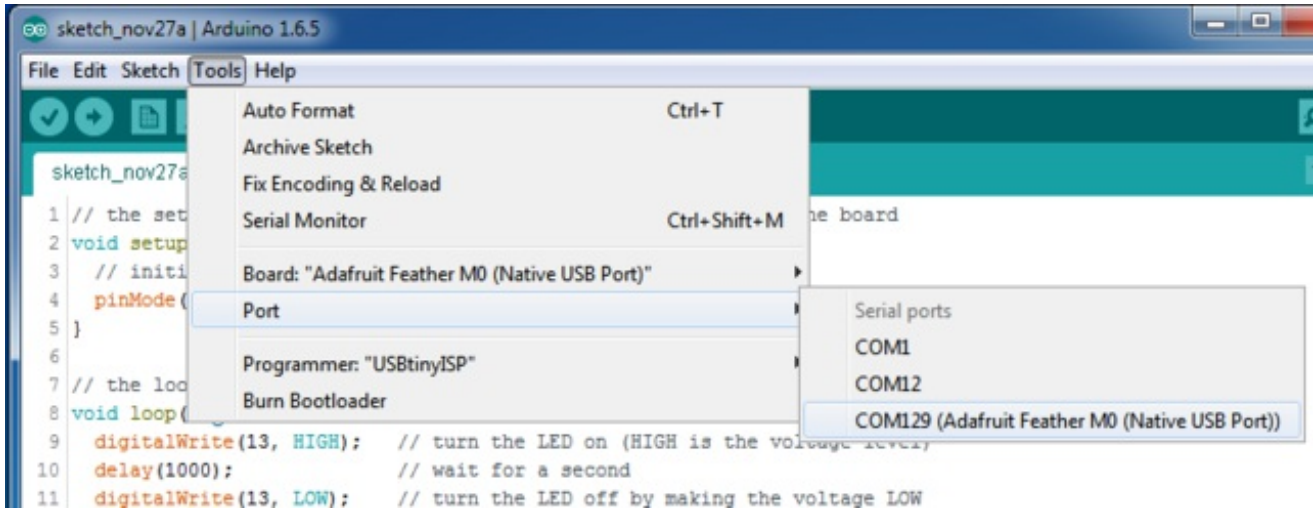 sketch_nov27a | Arduino 1.6.5
File Edit Sketch Tools Help
Auto Format Ctrl+T
Archive Sketch
sketch_nov27a
Fix Encoding & Reload
Serial Monitor Ctrl+Shift+M
1 // the set he board
2 void setup
3 // initi
Board: "Adafruit Feather M0 (Native USB Port)"
4 pinMode(
Port
Serial ports
5 }
COM1
6
Programmer: "USBtinyISP"
7 // the loo
COM12
Burn Bootloader
8 void loop(
COM129 (Adafruit Feather M0 (Native USB Port))
9 digitalWrite(13, HIGH); // turn the LED on (HIGH is the voltage level)
10 delay(1000); // wait for a second
11 digitalWrite(13, LOW); // turn the LED off by making the voltage LOW